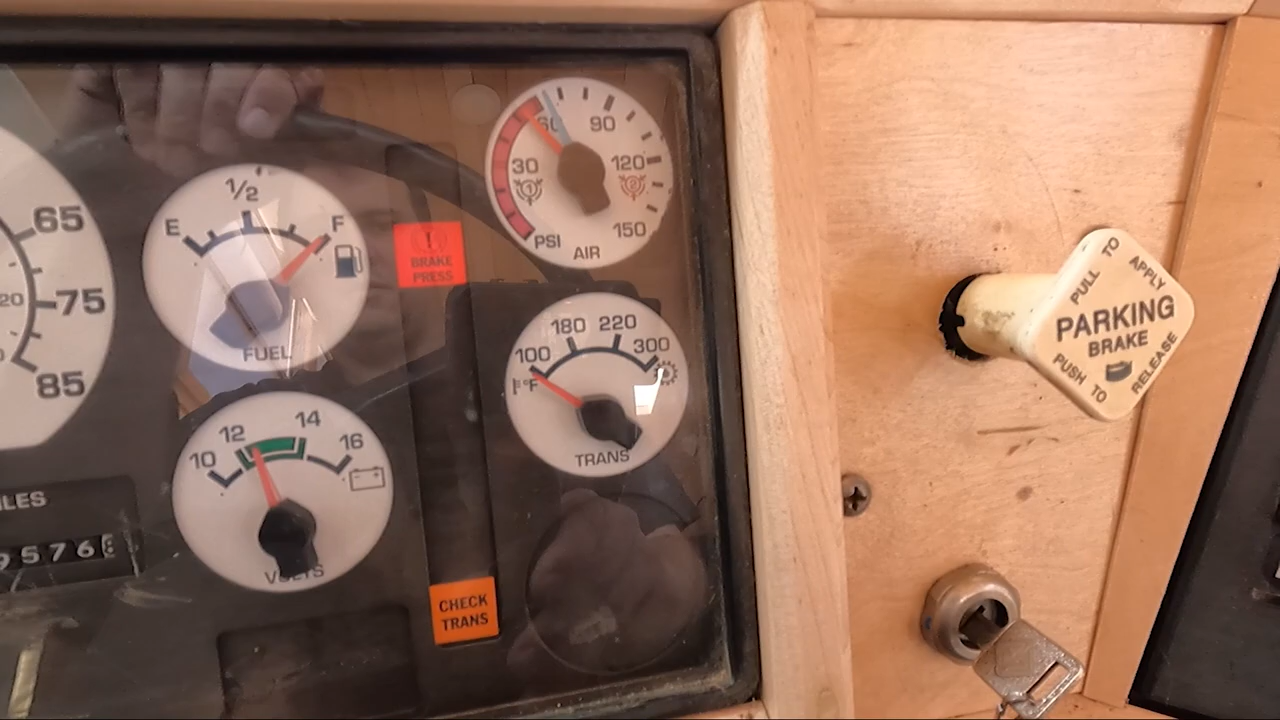 65
75
85
20
MILES
9576
E
1/2
F
FUEL
10
12
14
16
VOLTS
BRAKE
PRESS
CHECK
TRANS
30
60
90
120
150
1
2
PSI
AIR
100
180
220
300
°F
TRANS
PULL TO APPLY
PARKING
BRAKE
PUSH TO RELEASE